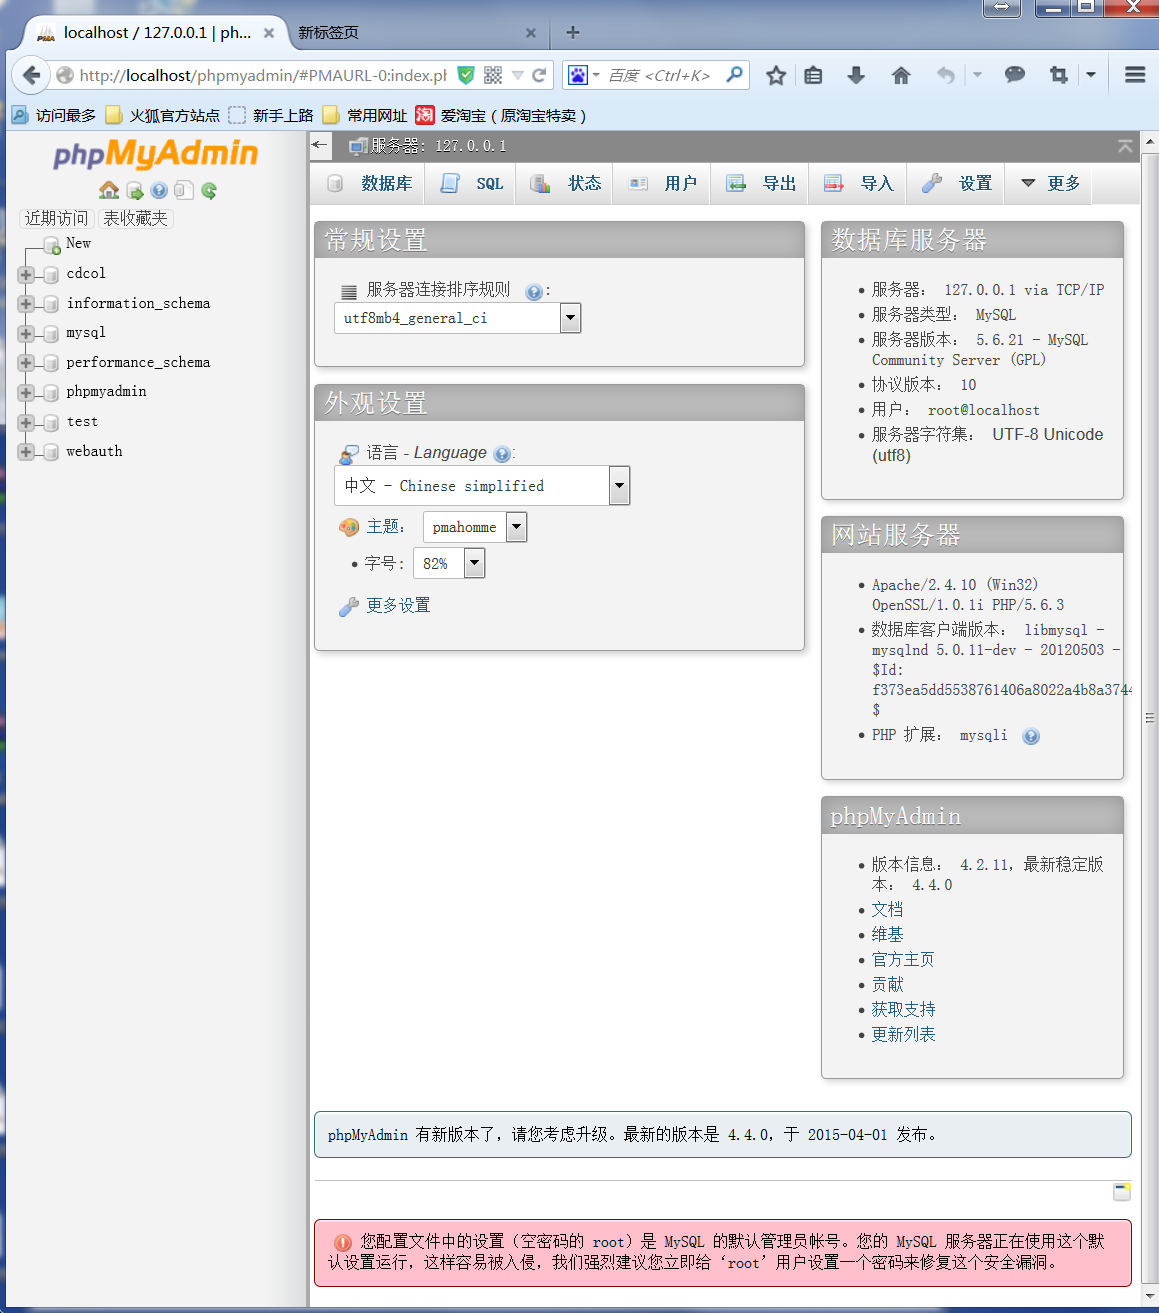 localhost / 127.0.0.1 | ph...
新标签页
http://localhost/phpmyadmin/#PMAURL-0:index.ph
百度 <Ctrl+K>
访问最多 火狐官方站点 新手上路 常用网址 淘 爱淘宝 ( 原淘宝特卖 )
phpMyAdmin
近期访问 表收藏夹
New
cdcol
information_schema
mysql
performance_schema
phpmyadmin
test
webauth
服务器: 127.0.0.1
数据库 SQL 状态 用户 导出 导入 设置 更多
常规设置
服务器连接排序规则 :
utf8mb4_general_ci
外观设置
语言 - Language :
中文 - Chinese simplified
主题: pmahomme
字号: 82%
更多设置
数据库服务器
服务器: 127.0.0.1 via TCP/IP
服务器类型: MySQL
服务器版本: 5.6.21 - MySQL
Community Server (GPL)
协议版本: 10
用户: root@localhost
服务器字符集: UTF-8 Unicode
(utf8)
网站服务器
Apache/2.4.10 (Win32)
OpenSSL/1.0.1i PHP/5.6.3
数据库客户端版本: libmysql -
mysqlnd 5.0.11-dev - 20120503 -
$Id:
f373ea5dd5538761406a8022a4b8a3744
$
PHP 扩展: mysqli
phpMyAdmin
版本信息: 4.2.11, 最新稳定版
本: 4.4.0
文档
维基
官方主页
贡献
获取支持
更新列表
phpMyAdmin 有新版本了，请您考虑升级。最新的版本是 4.4.0，于 2015-04-01 发布。
您配置文件中的设置（空密码的 root）是 MySQL 的默认管理员帐号。您的 MySQL 服务器正在使用这个默
认设置运行，这样容易被入侵，我们强烈建议您立即给‘root’用户设置一个密码来修复这个安全漏洞。